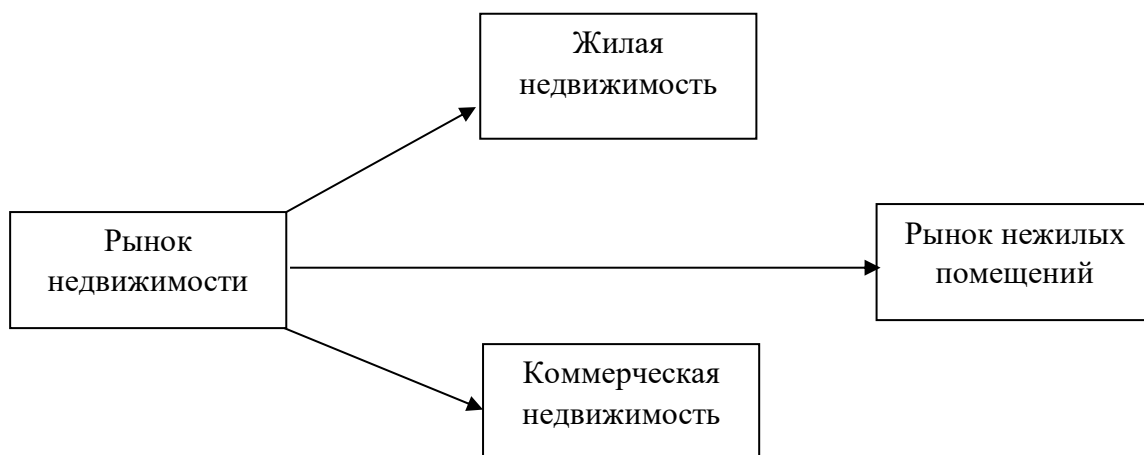 Жилая
недвижимость
Рынок
недвижимости
Рынок нежилых
помещений
Коммерческая
недвижимость